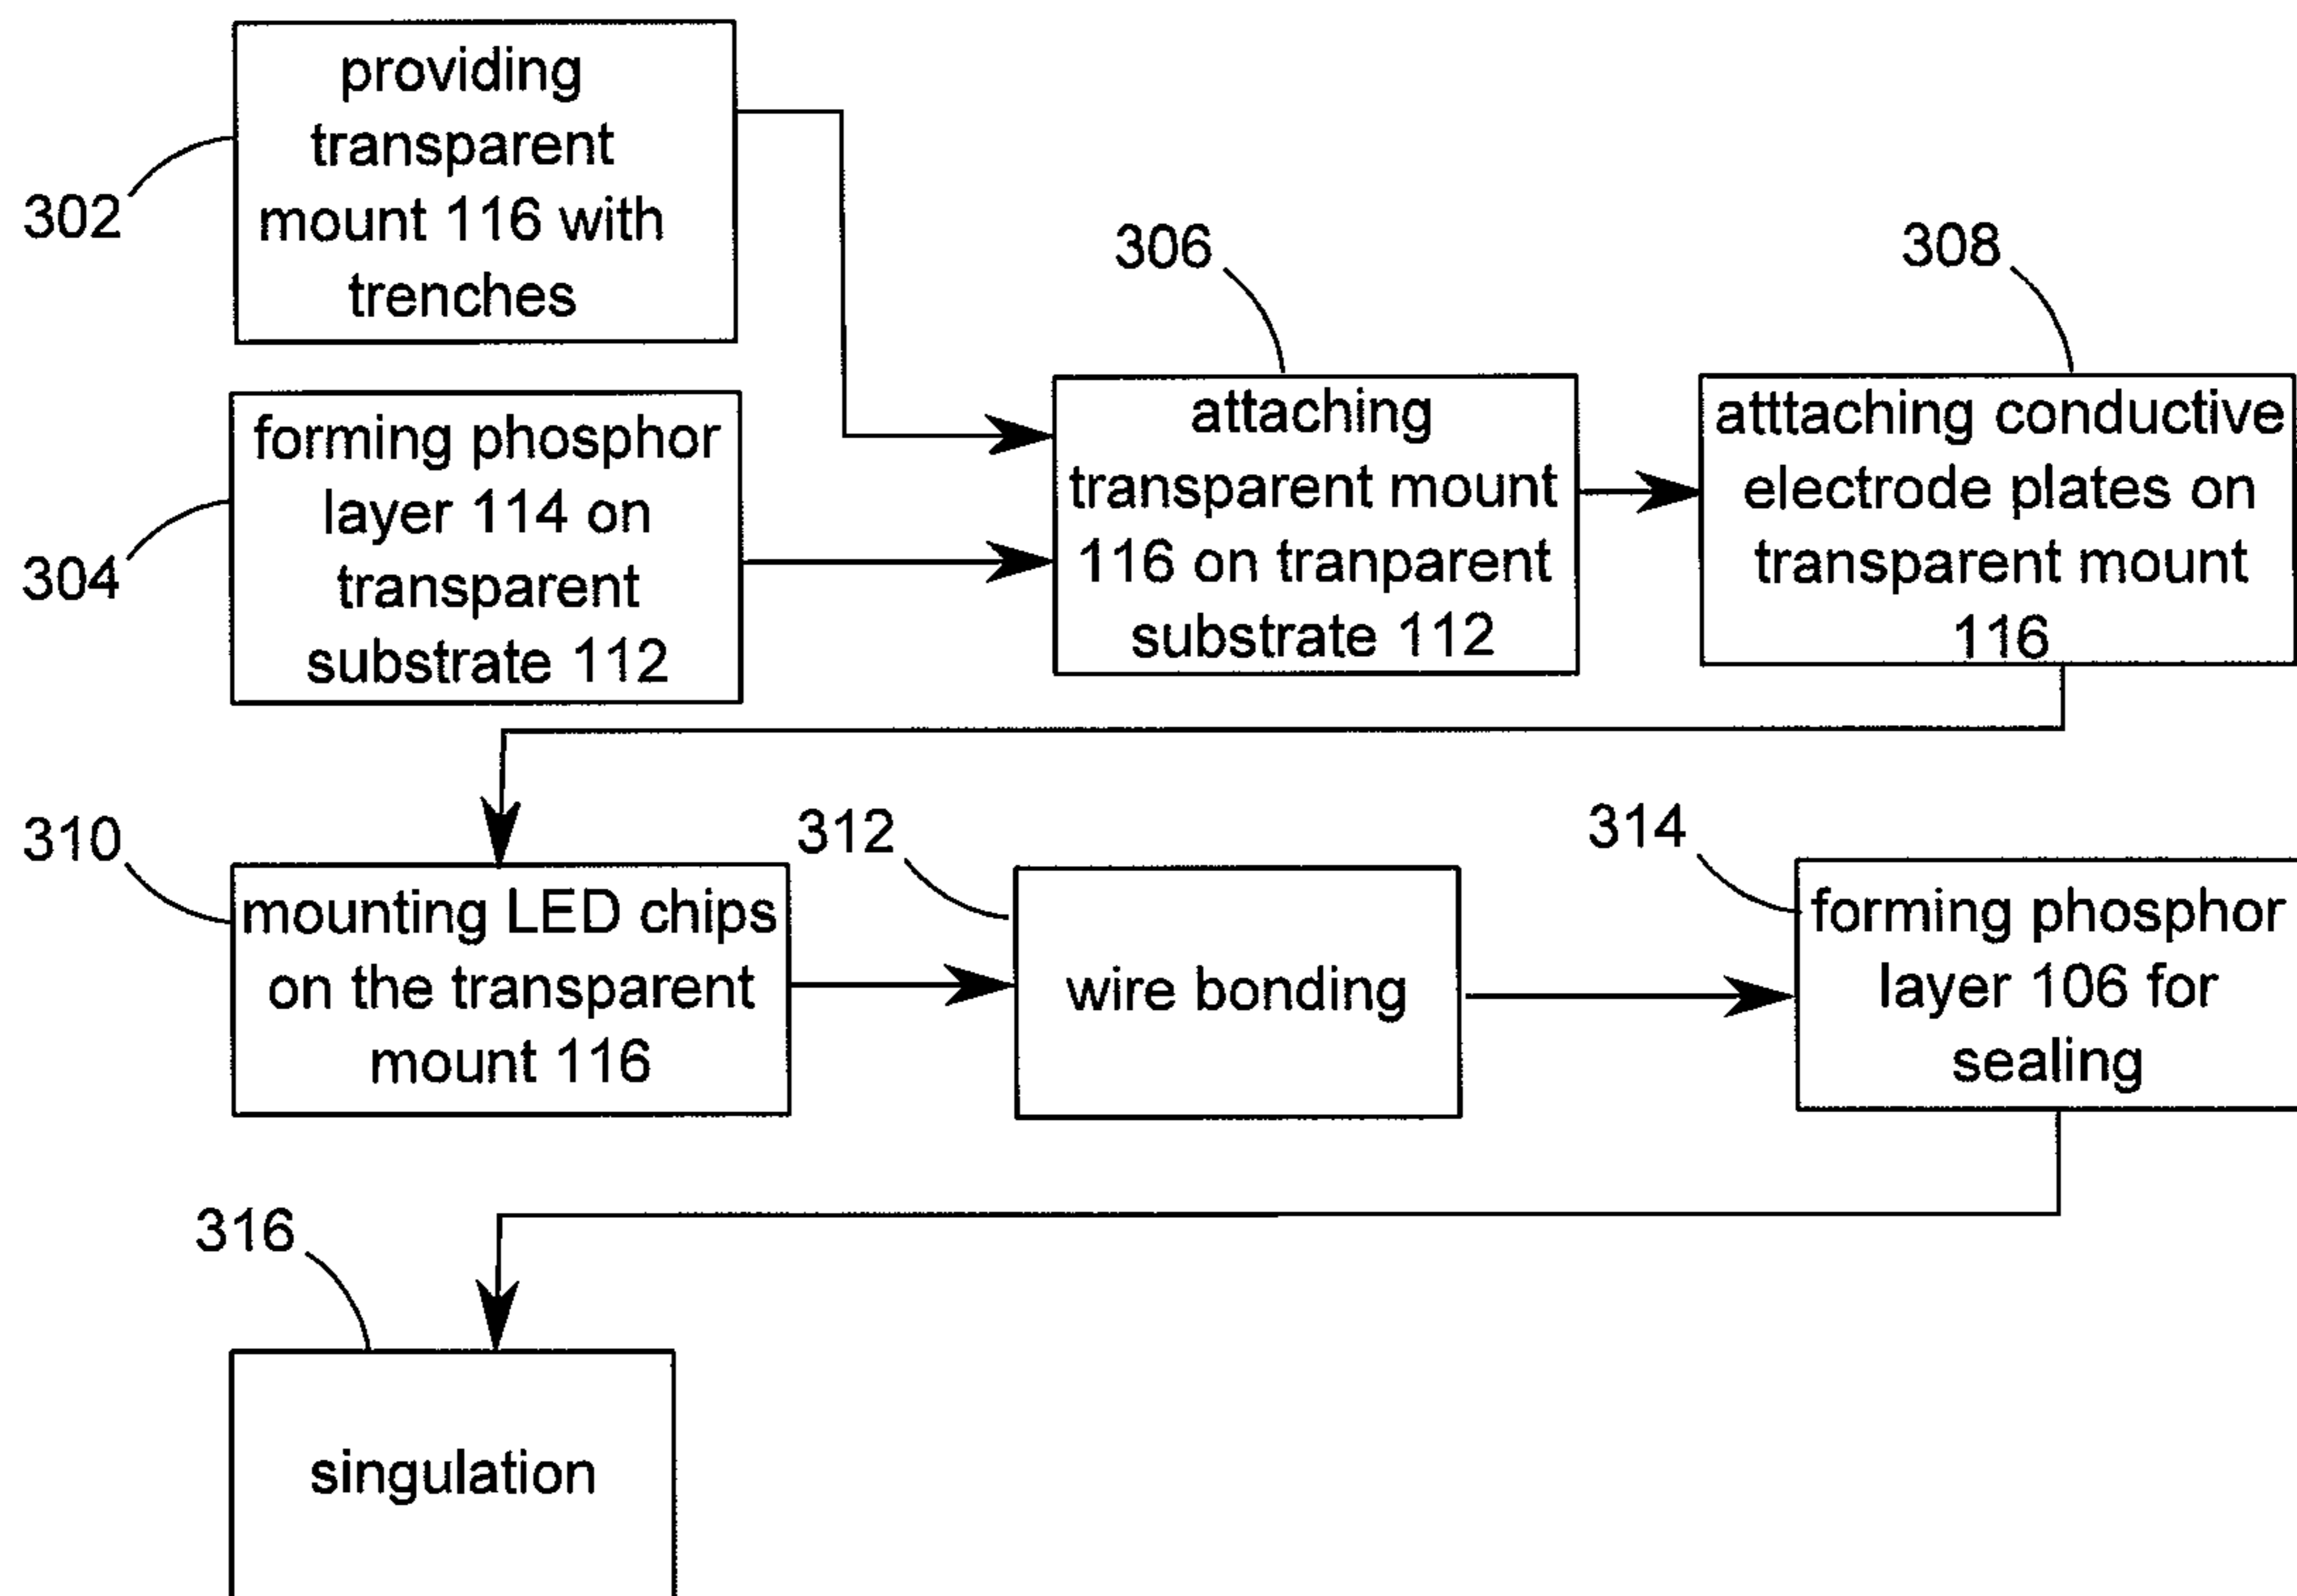 providing
transparent
mount 116 with
trenches
302
forming phosphor
layer 114 on
transparent
substrate 112
304
306
attaching
transparent mount
116 on tranparent
substrate 112
308
atttaching conductive
electrode plates on
transparent mount
116
310
mounting LED chips
on the transparent
mount 116
312
wire bonding
314
forming phosphor
layer 106 for
sealing
316
singulation